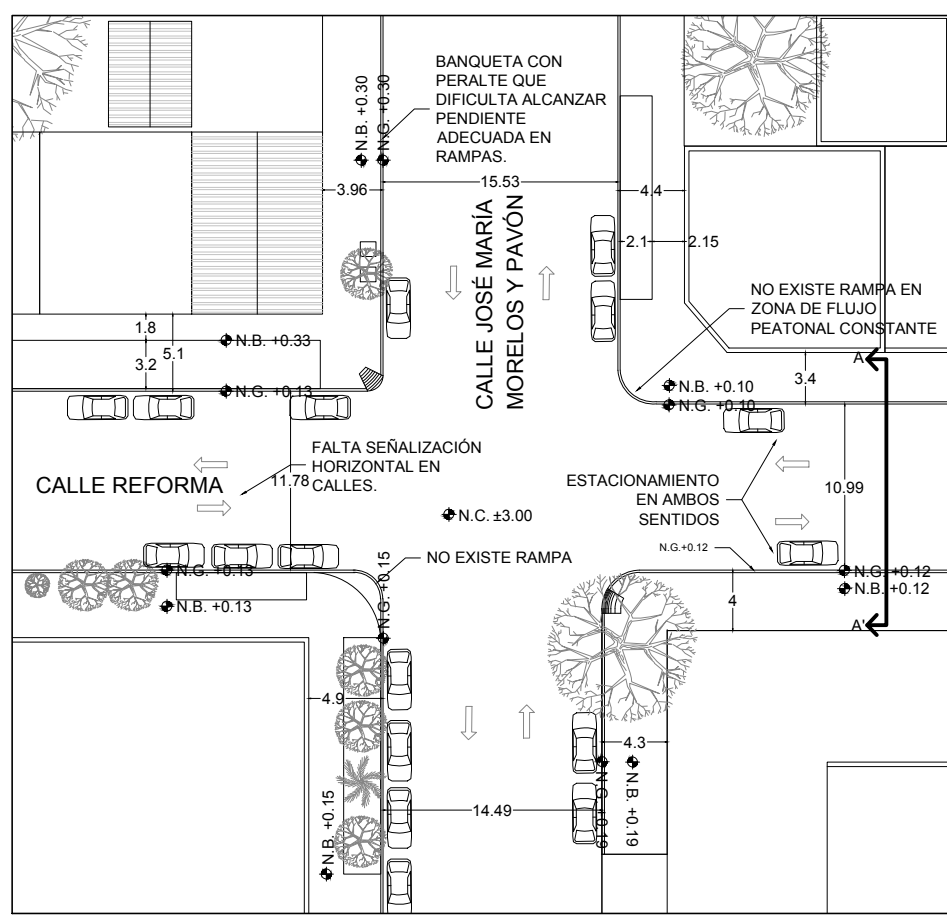 BANQUETA CON
PERALTE QUE
DIFICULTA ALCANZAR
PENDIENTE
ADECUADA EN
RAMPAS.
N.B. +0.30
N.G. +0.30
3.96
15.53
4.4
2.1
2.15
CALLE JOSÉ MARÍA
MORELOS Y PAVÓN
NO EXISTE RAMPA EN
ZONA DE FLUJO
PEATONAL CONSTANTE
1.8
5.1
3.2
N.B. +0.33
N.G. +0.13
A
3.4
N.B. +0.10
N.G. +0.10
FALTA SEÑALIZACIÓN
HORIZONTAL EN
CALLES.
11.78
CALLE REFORMA
ESTACIONAMIENTO
EN AMBOS
SENTIDOS
10.99
N.C. ±3.00
N.G.+0.12
NO EXISTE RAMPA
N.G. +0.15
N.G. +0.13
N.B. +0.13
N.G. +0.12
N.B. +0.12
4
A'
4.9
4.3
N.G. +0.19
N.B. +0.19
14.49
N.B. +0.15